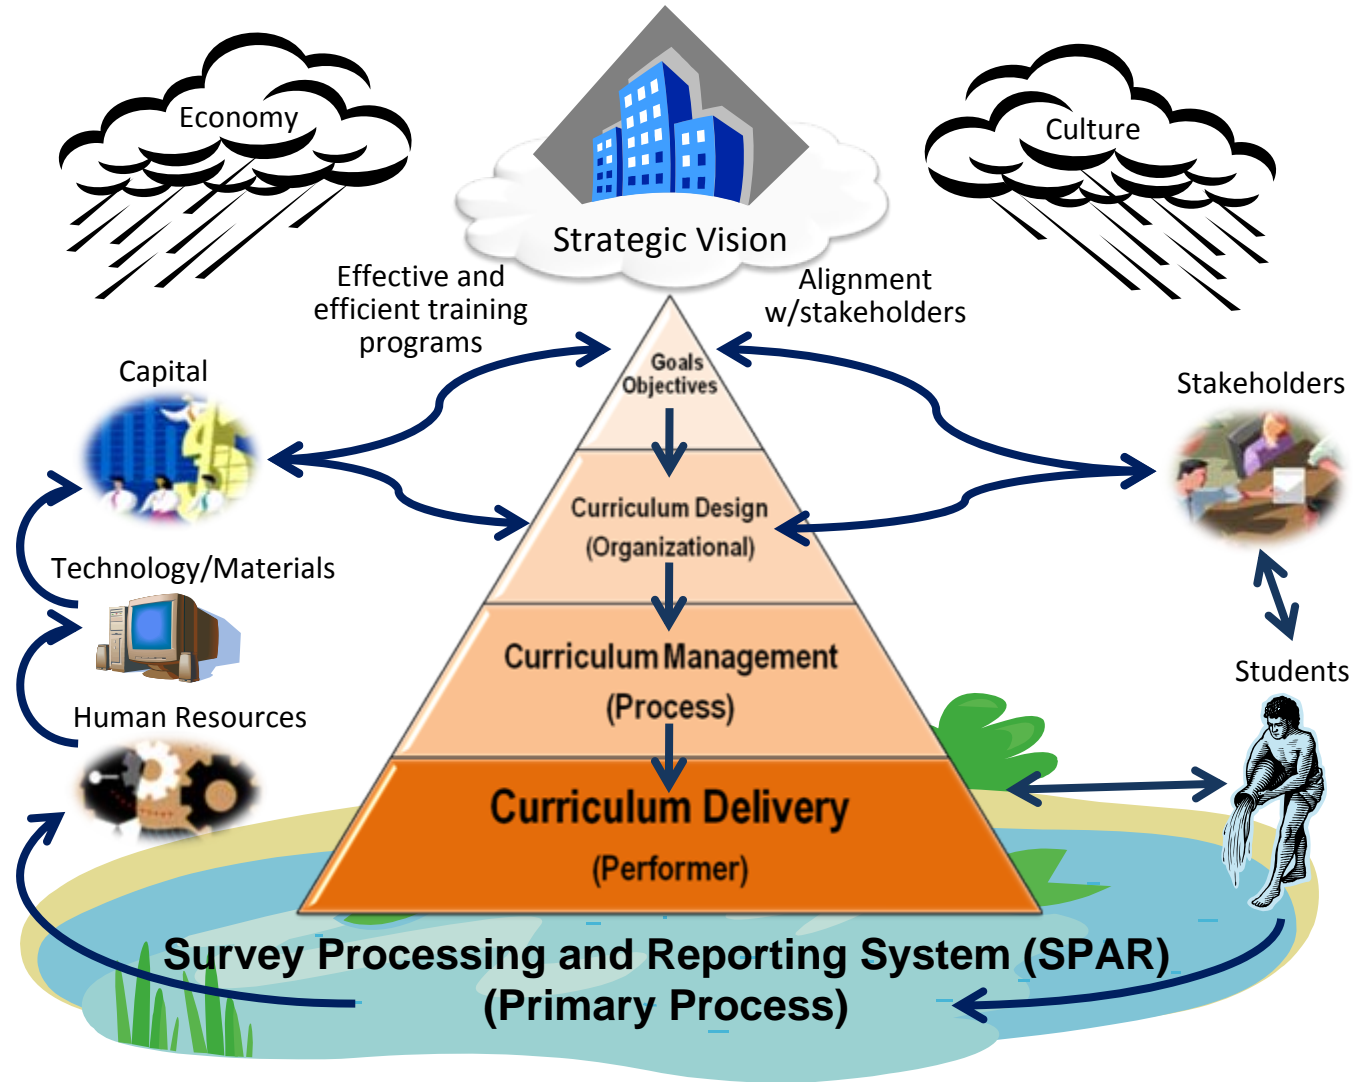 Economy
Culture
Strategic Vision
Effective and
efficient training
programs
Alignment
w/stakeholders
Capital
Goals
Objectives
Stakeholders
Curriculum Design
(Organizational)
Technology/Materials
Curriculum Management
(Process)
Students
Human Resources
Curriculum Delivery
(Performer)
Survey Processing and Reporting System (SPAR)
(Primary Process)